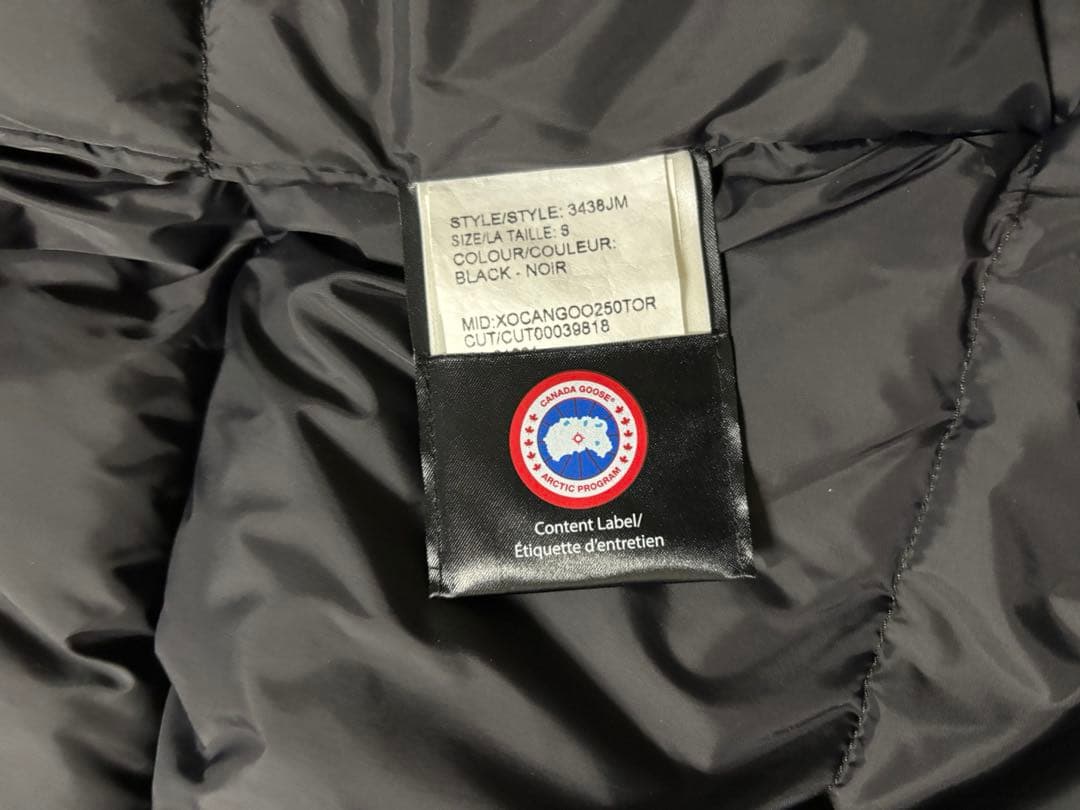 STYLE/STYLE: 3438JM
SIZE/LA TAILLE: S
COLOUR/COULEUR:
BLACK - NOIR
MID:XOCANGOO250TOR
CUT/CUT00039818
CANADA GOOSE®
ARCTIC PROGRAM
Content Label/
Étiquette d'entretien